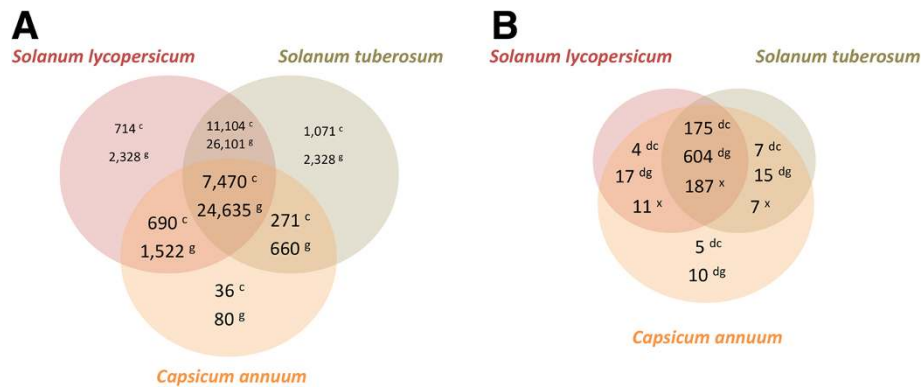 A
Solanum lycopersicum
Solanum tuberosum
714 c
2,328 g
11,104 c
26,101 g
1,071 c
2,328 g
7,470 c
24,635 g
690 c
1,522 g
271 c
660 g
36 c
80 g
Capsicum annuum
B
Solanum lycopersicum
Solanum tuberosum
175 dc
604 dg
187 x
4 dc
17 dg
11 x
7 dc
15 dg
7 x
5 dc
10 dg
Capsicum annuum